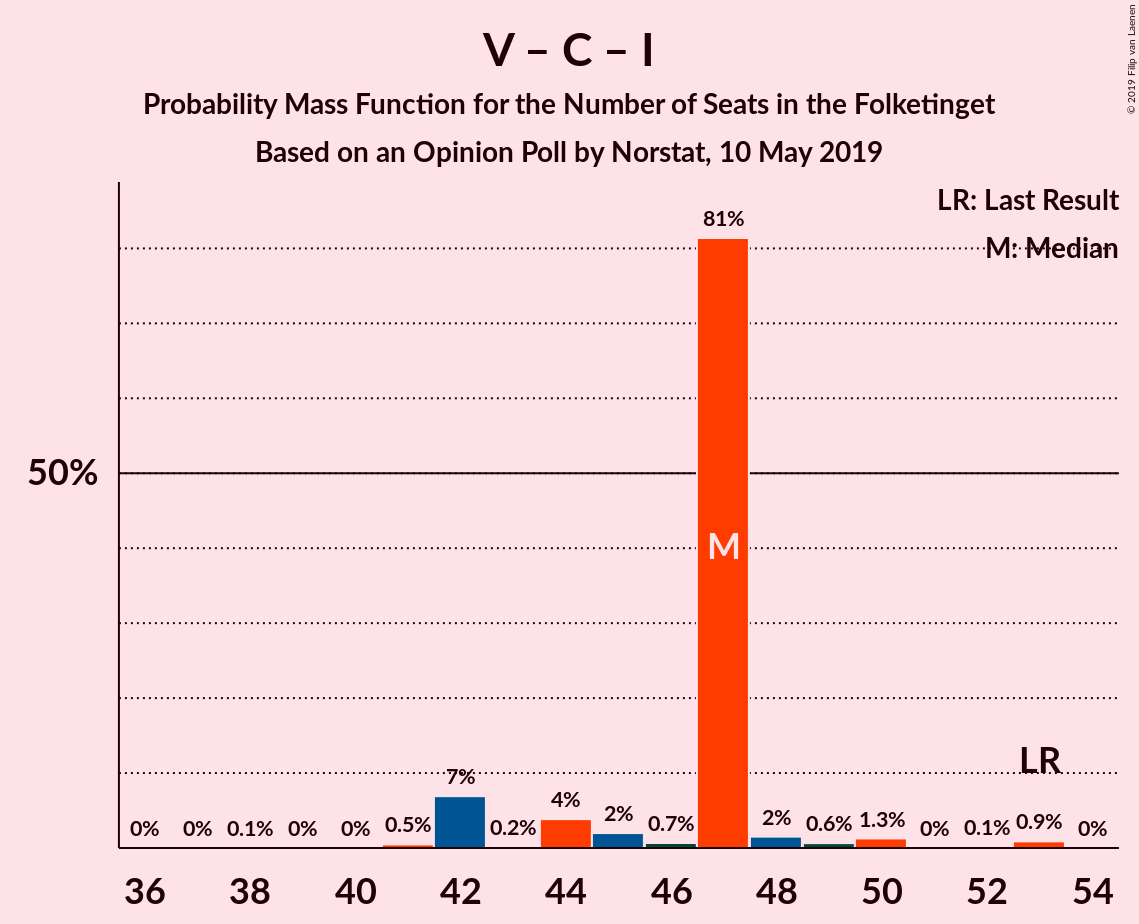 V – C – I
Probability Mass Function for the Number of Seats in the Folketinget
Based on an Opinion Poll by Norstat, 10 May 2019
© 2019 Filip van Laenen
LR: Last Result
M: Median
81%
50%
M
LR
7%
0% 0% 0.1% 0% 0% 0.5% 0.2% 4% 2% 0.7% 2% 0.6% 1.3% 0% 0.1% 0.9% 0%
36 38 40 42 44 46 48 50 52 54